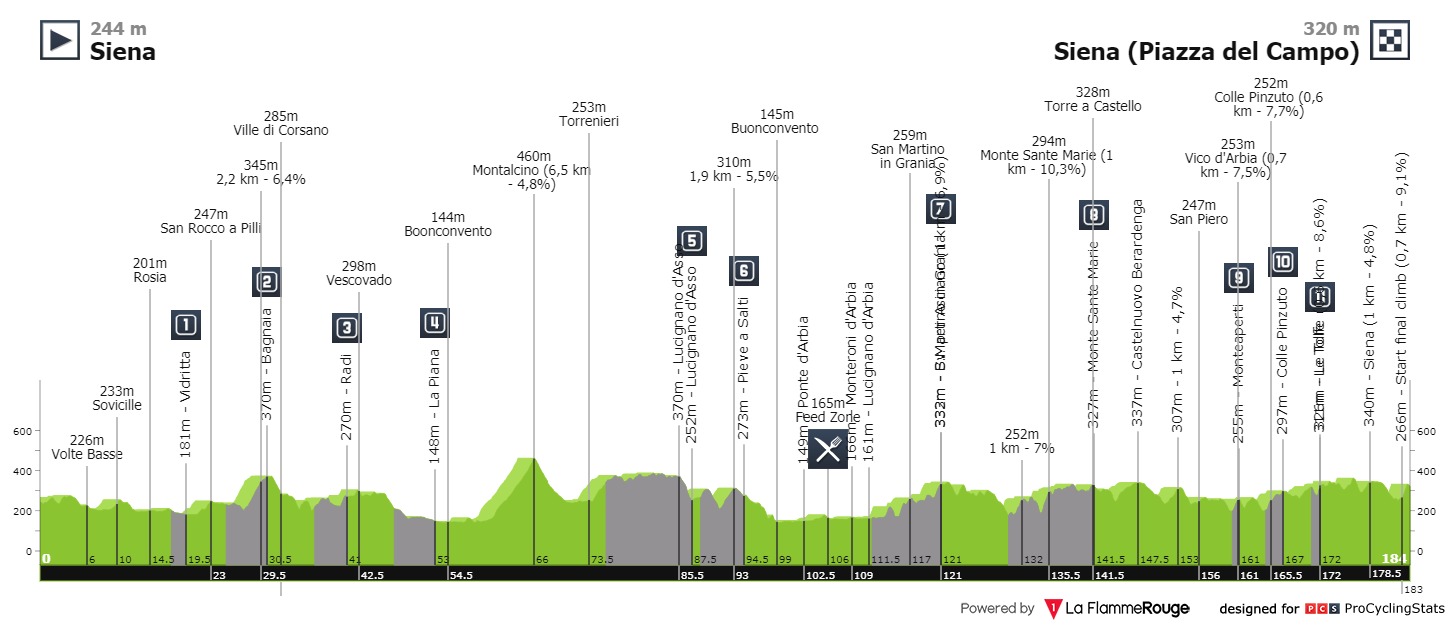 244 m
Siena
320 m
Siena (Piazza del Campo)
252m
Colle Pinzuto (0,6
km - 7,7%)
328m
Torre a Castello
253m
Torrenieri
285m
Ville di Corsano
145m
Buonconvento
259m
San Martino
in Grania
294m
Monte Sante Marie (1
km - 10,3%)
253m
Vico d'Arbia (0,7
km - 7,5%)
345m
2,2 km - 6,4%
460m
Montalcino (6,5 km
- 4,8%)
310m
1,9 km - 5,5%
247m
San Rocco a Pilli
144m
Boonconvento
247m
San Piero
201m
Rosia
298m
Vescovado
233m
Sovicille
226m
Volte Basse
165m
Feed Zone
252m
1 km - 7%
1
2
3
4
5
6
7
8
9
10
181m - Vidritta
370m - Bagnaia
270m - Radi
148m - La Piana
370m - Lucignano d'Asso
252m - Lucignano d'Asso
273m - Pieve a Salti
149m - Ponte d'Arbia
166m - Monteroni d'Arbia
161m - Lucignano d'Arbia
327m - Monte Sante Marie
337m - Castelnuovo Berardenga
307m - 1 km - 4,7%
255m - Monteaperti
297m - Colle Pinzuto
340m - Siena (1 km - 4,8%)
266m - Start final climb (0,7 km - 9,1%)
600
400
200
0
600
400
200
0
0
6
10
14.5
19.5
30.5
41
53
66
73.5
87.5
94.5
99
106
111.5
117
121
132
141.5
147.5
153
161
167
172
184
23
29.5
42.5
54.5
85.5
93
102.5
109
121
135.5
141.5
156
161
165.5
172
178.5
183
Powered by
La FlammeRouge
designed for
PCS
ProCyclingStats